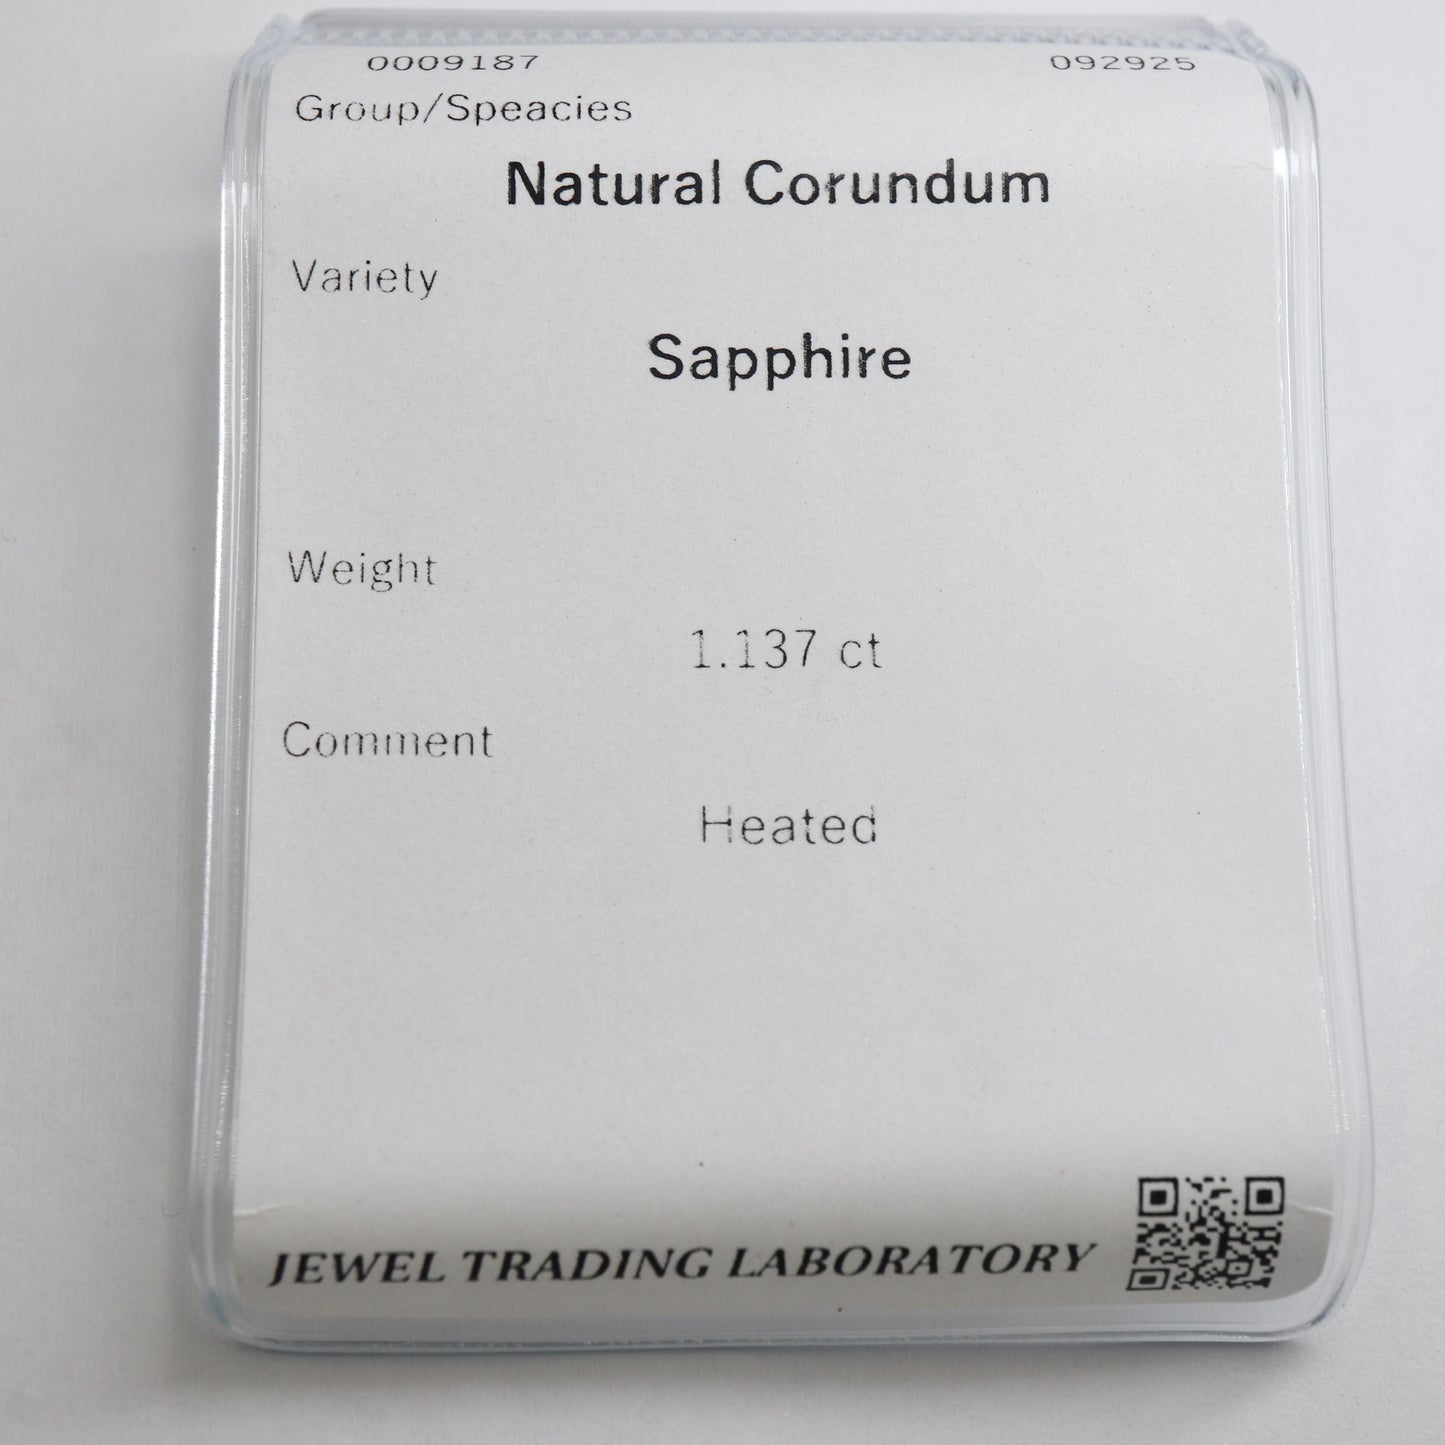 0009187 092925
Group/Speacies
Natural Corundum
Variety
Sapphire
Weight
1.137 ct
Comment
Heated
JEWEL TRADING LABORATORY